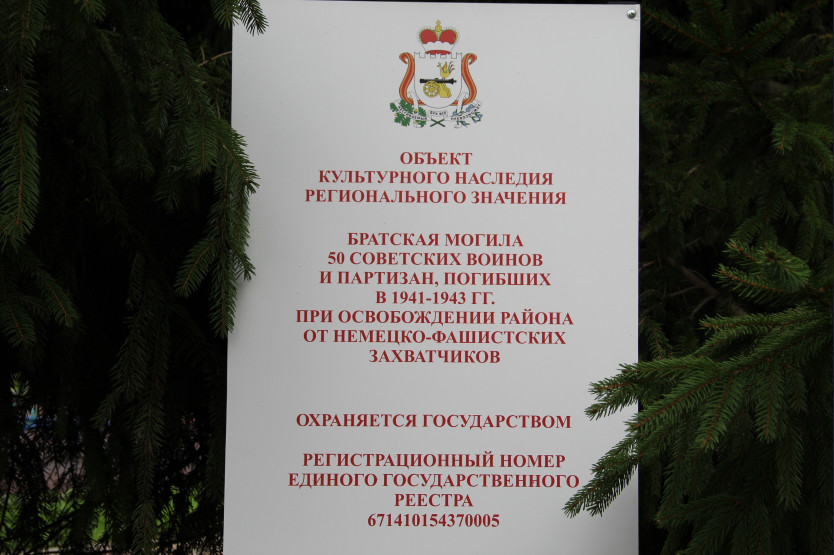 ОБЪЕКТ
КУЛЬТУРНОГО НАСЛЕДИЯ
РЕГИОНАЛЬНОГО ЗНАЧЕНИЯ
БРАТСКАЯ МОГИЛА
50 СОВЕТСКИХ ВОИНОВ
И ПАРТИЗАН, ПОГИБШИХ
В 1941-1943 ГГ.
ПРИ ОСВОБОЖДЕНИИ РАЙОНА
ОТ НЕМЕЦКО-ФАШИСТСКИХ
ЗАХВАТЧИКОВ
ОХРАНЯЕТСЯ ГОСУДАРСТВОМ
РЕГИСТРАЦИОННЫЙ НОМЕР
ЕДИНОГО ГОСУДАРСТВЕННОГО
РЕЕСТРА
671410154370005